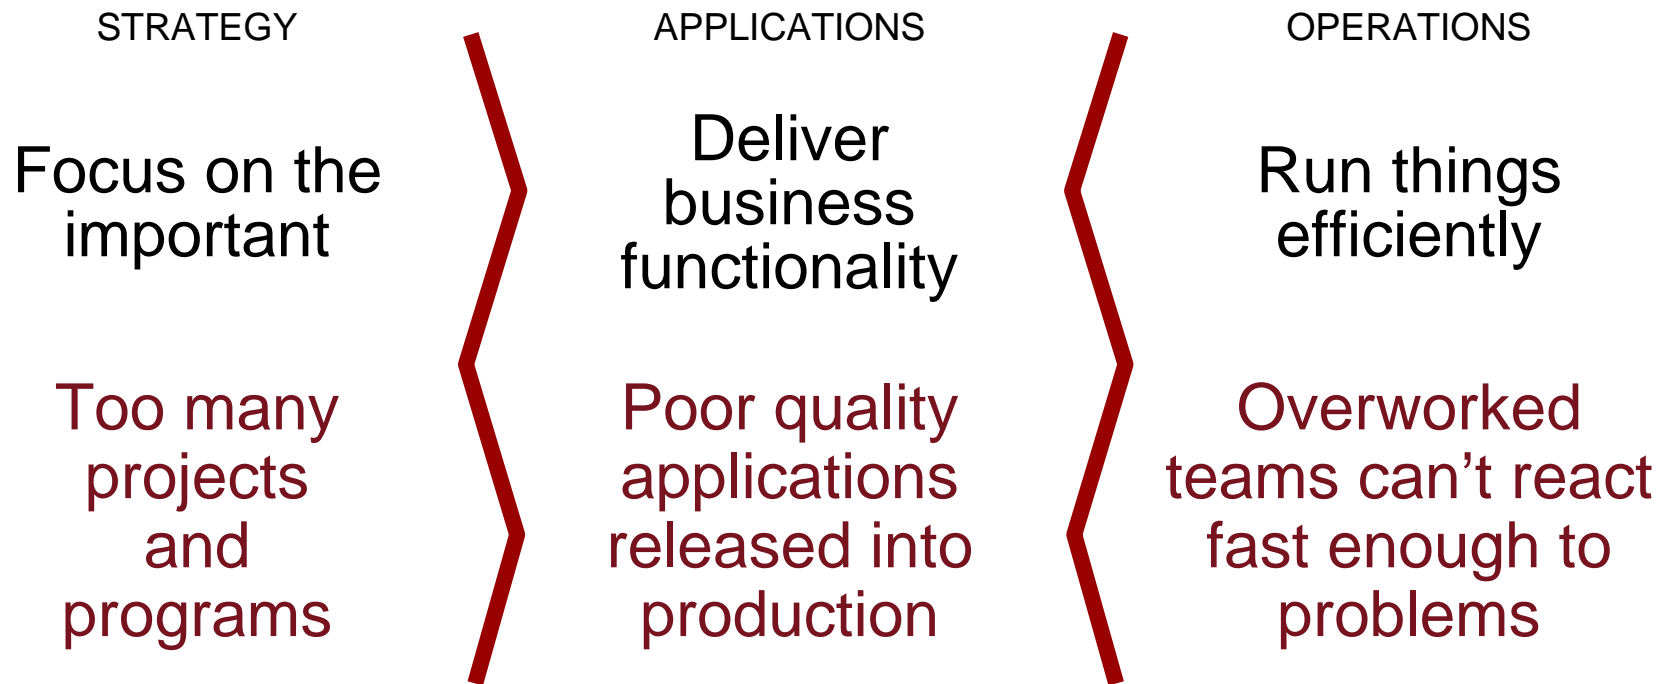 STRATEGY
Focus on the
important
Too many
projects
and
programs
APPLICATIONS
Deliver
business
functionality
Poor quality
applications
released into
production
OPERATIONS
Run things
efficiently
Overworked
teams can’t react
fast enough to
problems